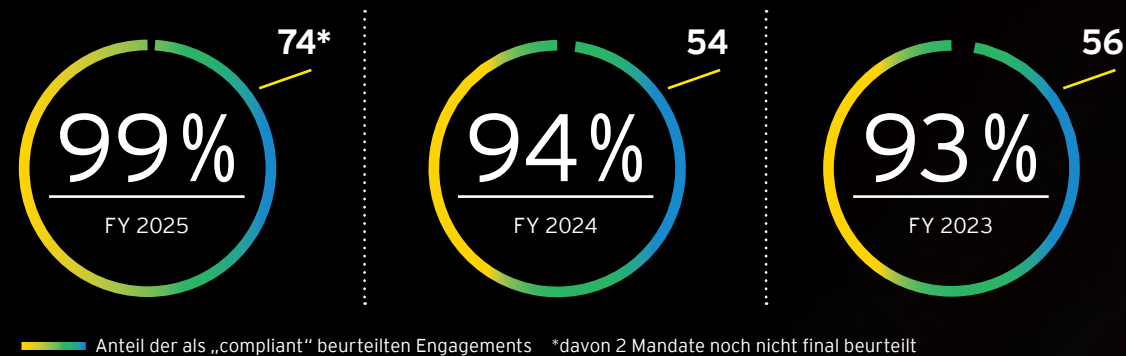 74*
99%
FY 2025
54
94%
FY 2024
56
93%
FY 2023
Anteil der als „compliant“ beurteilten Engagements *davon 2 Mandate noch nicht final beurteilt